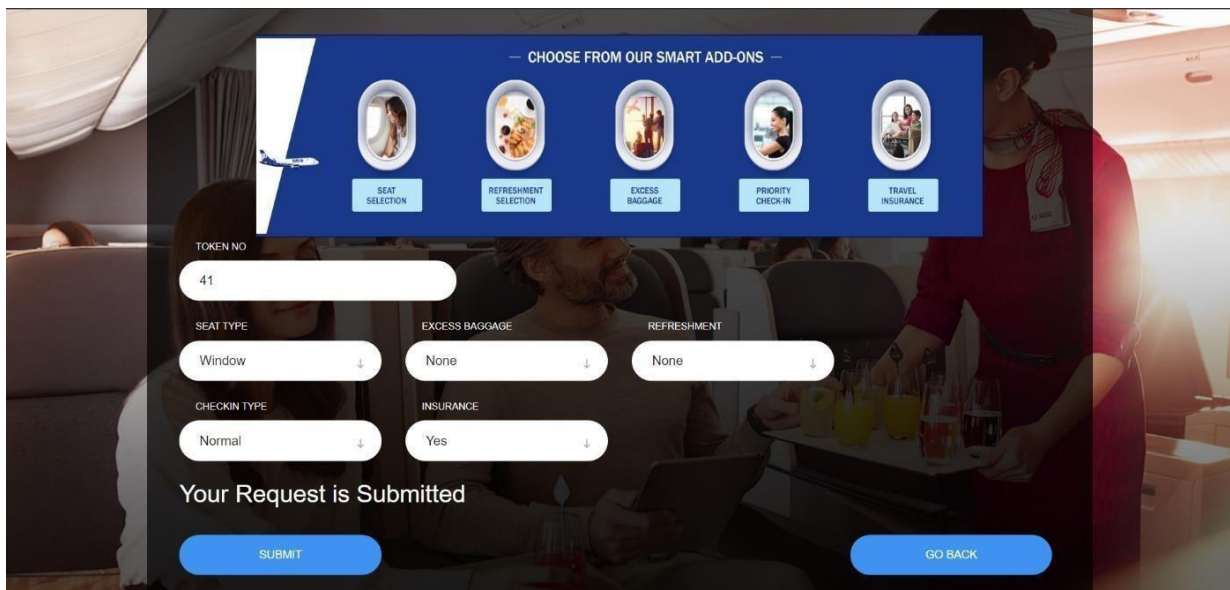 — CHOOSE FROM OUR SMART ADD-ONS —
SEAT
SELECTION
REFRESHMENT
SELECTION
EXCESS
BAGGAGE
PRIORITY
CHECK-IN
TRAVEL
INSURANCE
TOKEN NO
41
SEAT TYPE
EXCESS BAGGAGE
REFRESHMENT
Window
None
None
CHECKIN TYPE
INSURANCE
Normal
Yes
Your Request is Submitted
SUBMIT
GO BACK